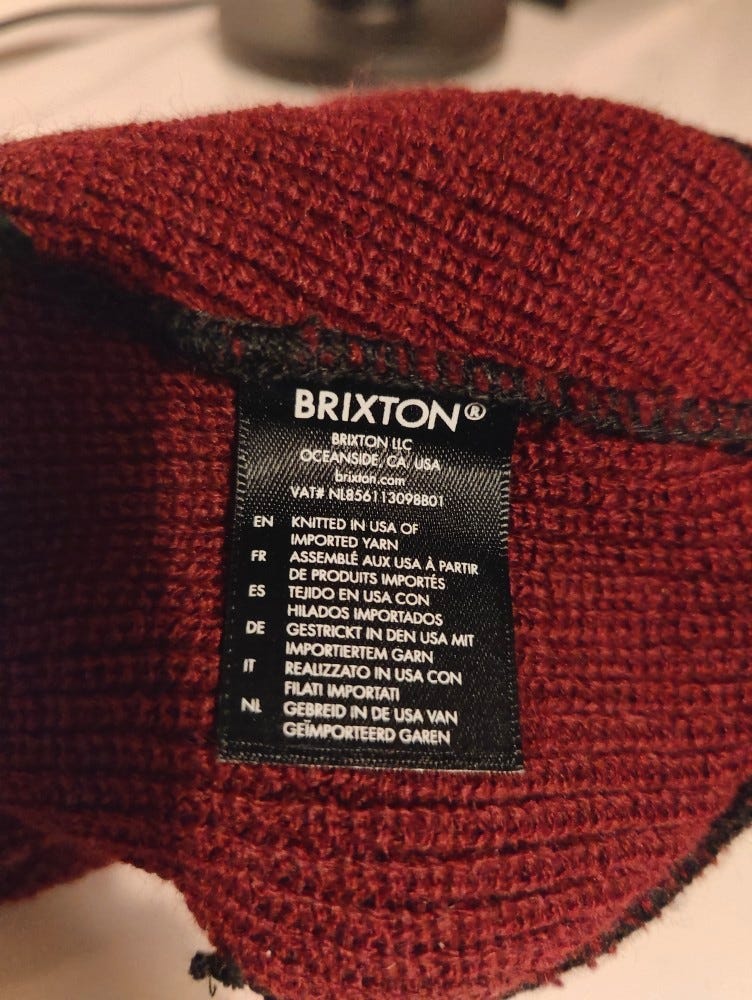 BRIXTON®
BRIXTON LLC
OCEANSIDE, CA, USA
brixton.com
VAT# NL856113098B01
EN KNITTED IN USA OF
IMPORTED YARN
FR ASSEMBLÉ AUX USA À PARTIR
DE PRODUITS IMPORTÉS
ES TEJIDO EN USA CON
HILADOS IMPORTADOS
DE GESTRICKT IN DEN USA MIT
IMPORTIERTEM GARN
IT REALIZZATO IN USA CON
FILATI IMPORTATI
NL GEBREID IN DE USA VAN
GEÏMPORTEERD GAREN